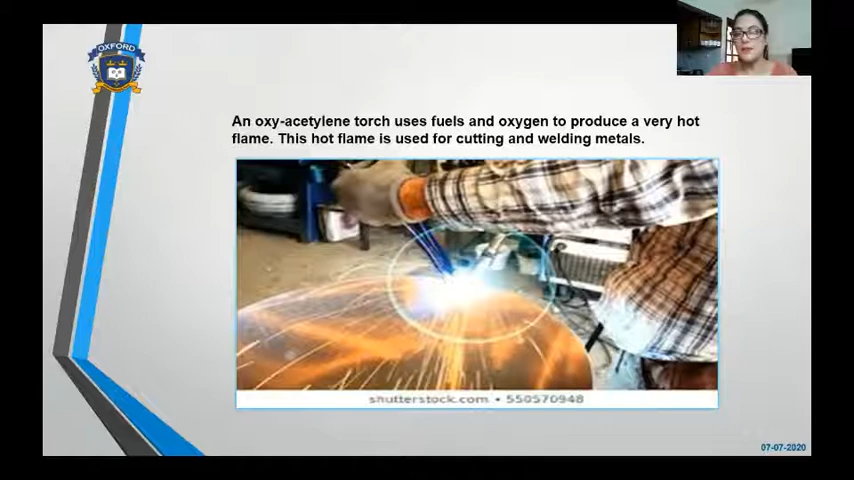 OXFORD
An oxy-acetylene torch uses fuels and oxygen to produce a very hot
flame. This hot flame is used for cutting and welding metals.
shutterstock.com • 550570948
07-07-2020